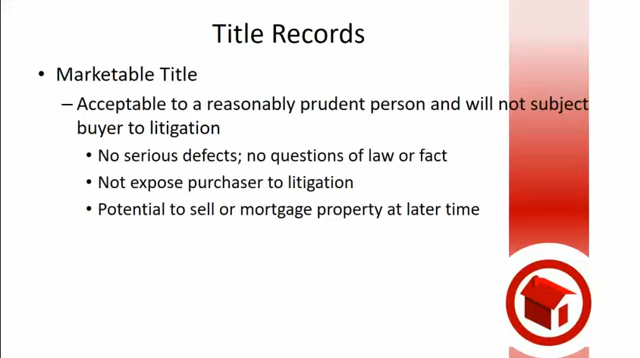 Title Records
• Marketable Title
– Acceptable to a reasonably prudent person and will not subject
buyer to litigation
• No serious defects; no questions of law or fact
• Not expose purchaser to litigation
• Potential to sell or mortgage property at later time